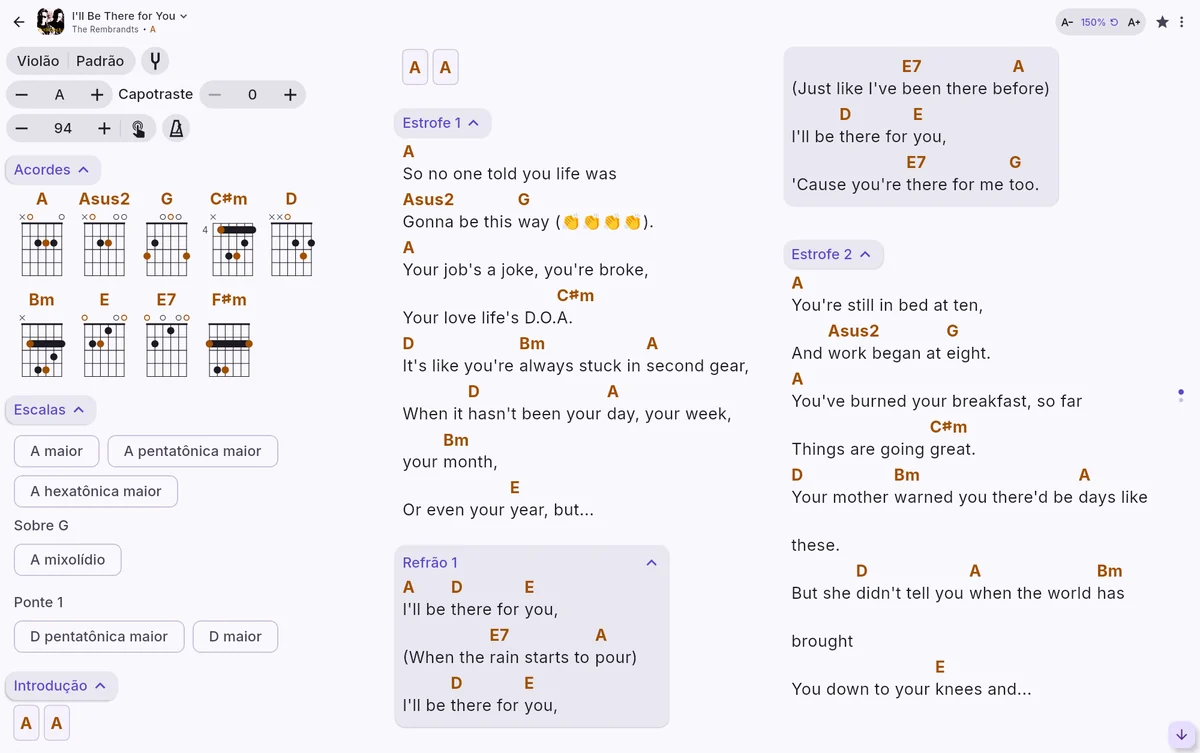 I'll Be There for You
The Rembrandts • A
A- 150% A+
Violão Padrão
A Capotraste 0
94
Acordes
A Asus2 G C#m D
4
Bm E E7 F#m
Escalas
A maior A pentatônica maior
A hexatônica maior
Sobre G
A mixolídio
Ponte 1
D pentatônica maior D maior
Introdução
A A
A A
Estrofe 1
A
So no one told you life was
Asus2 G
Gonna be this way (👏👏👏👏).
A
Your job's a joke, you're broke,
C#m
Your love life's D.O.A.
D Bm A
It's like you're always stuck in second gear,
D A
When it hasn't been your day, your week,
Bm
your month,
E
Or even your year, but...
Refrão 1
A D E
I'll be there for you,
E7 A
(When the rain starts to pour)
D E
I'll be there for you,
E7 A
(Just like I've been there before)
D E
I'll be there for you,
E7 G
'Cause you're there for me too.
Estrofe 2
A
You're still in bed at ten,
Asus2 G
And work began at eight.
A
You've burned your breakfast, so far
C#m
Things are going great.
D Bm A
Your mother warned you there'd be days like
these.
D A Bm
But she didn't tell you when the world has
brought
E
You down to your knees and...